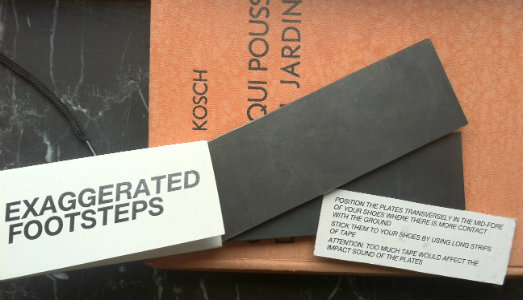 KOSCH
QUI POUSS
JARDIN
EXAGGERATED
FOOTSTEPS
POSITION THE PLATES TRANSVERSELY IN THE MID-FORE
OF YOUR SHOES WHERE THERE IS MORE CONTACT
WITH THE GROUND
STICK THEM TO YOUR SHOES BY USING LONG STRIPS
OF TAPE
ATTENTION: TOO MUCH TAPE WOULD AFFECT THE
IMPACT SOUND OF THE PLATES